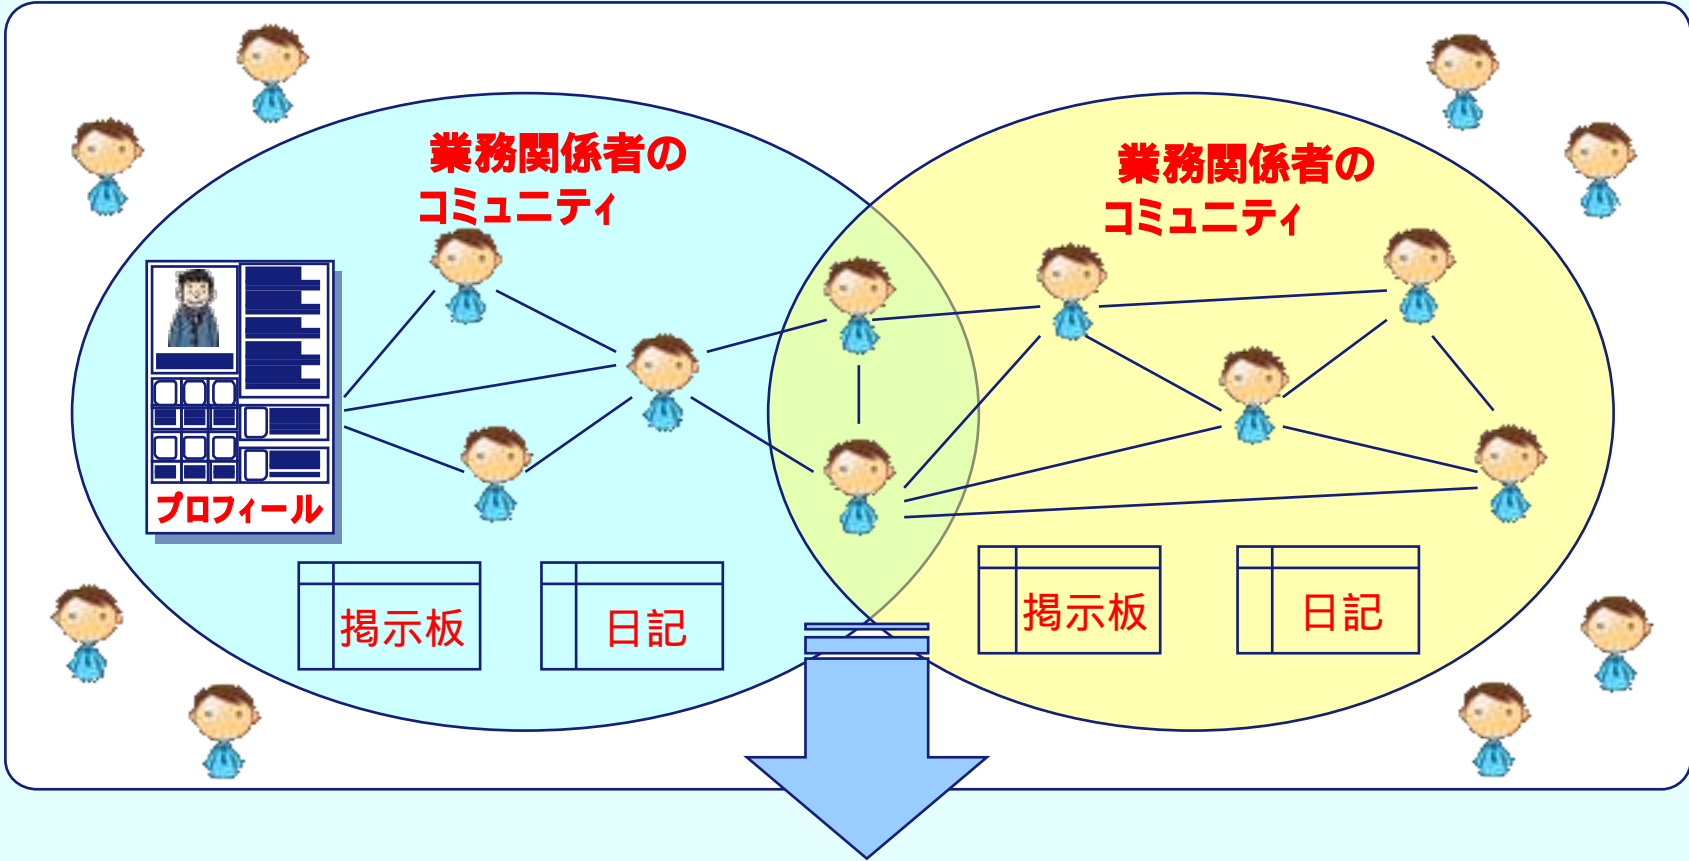 業務関係者の
コミュニティ
業務関係者の
コミュニティ
プロフィール
掲示板
日記
掲示板
日記